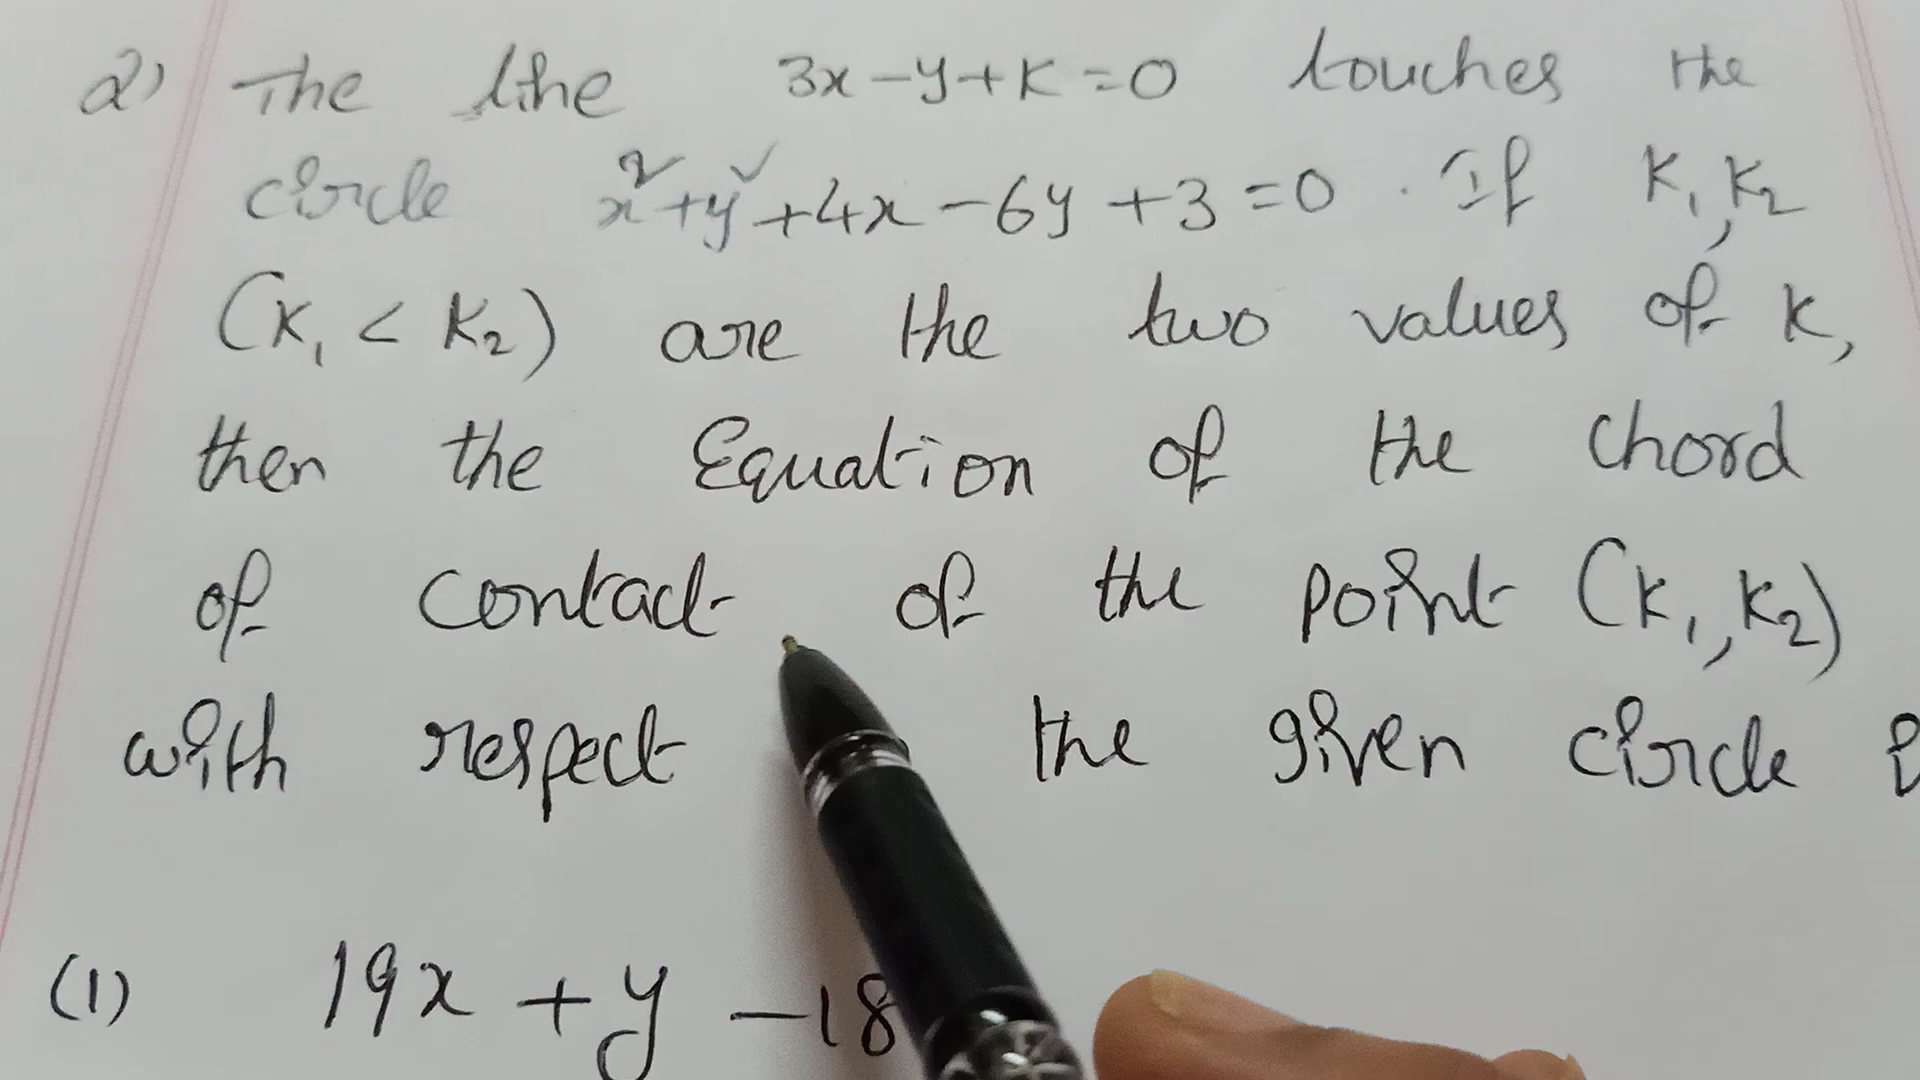 2) The line 3x-y+k=0 touches the
circle x²+y²+4x-6y+3=0. If K₁,K₂
(K₁ < K₂) are the two values of K,
then the Equation of the chord
of contact of the point (K₁,K₂)
with respect the given circle
(1) 19x + y -18